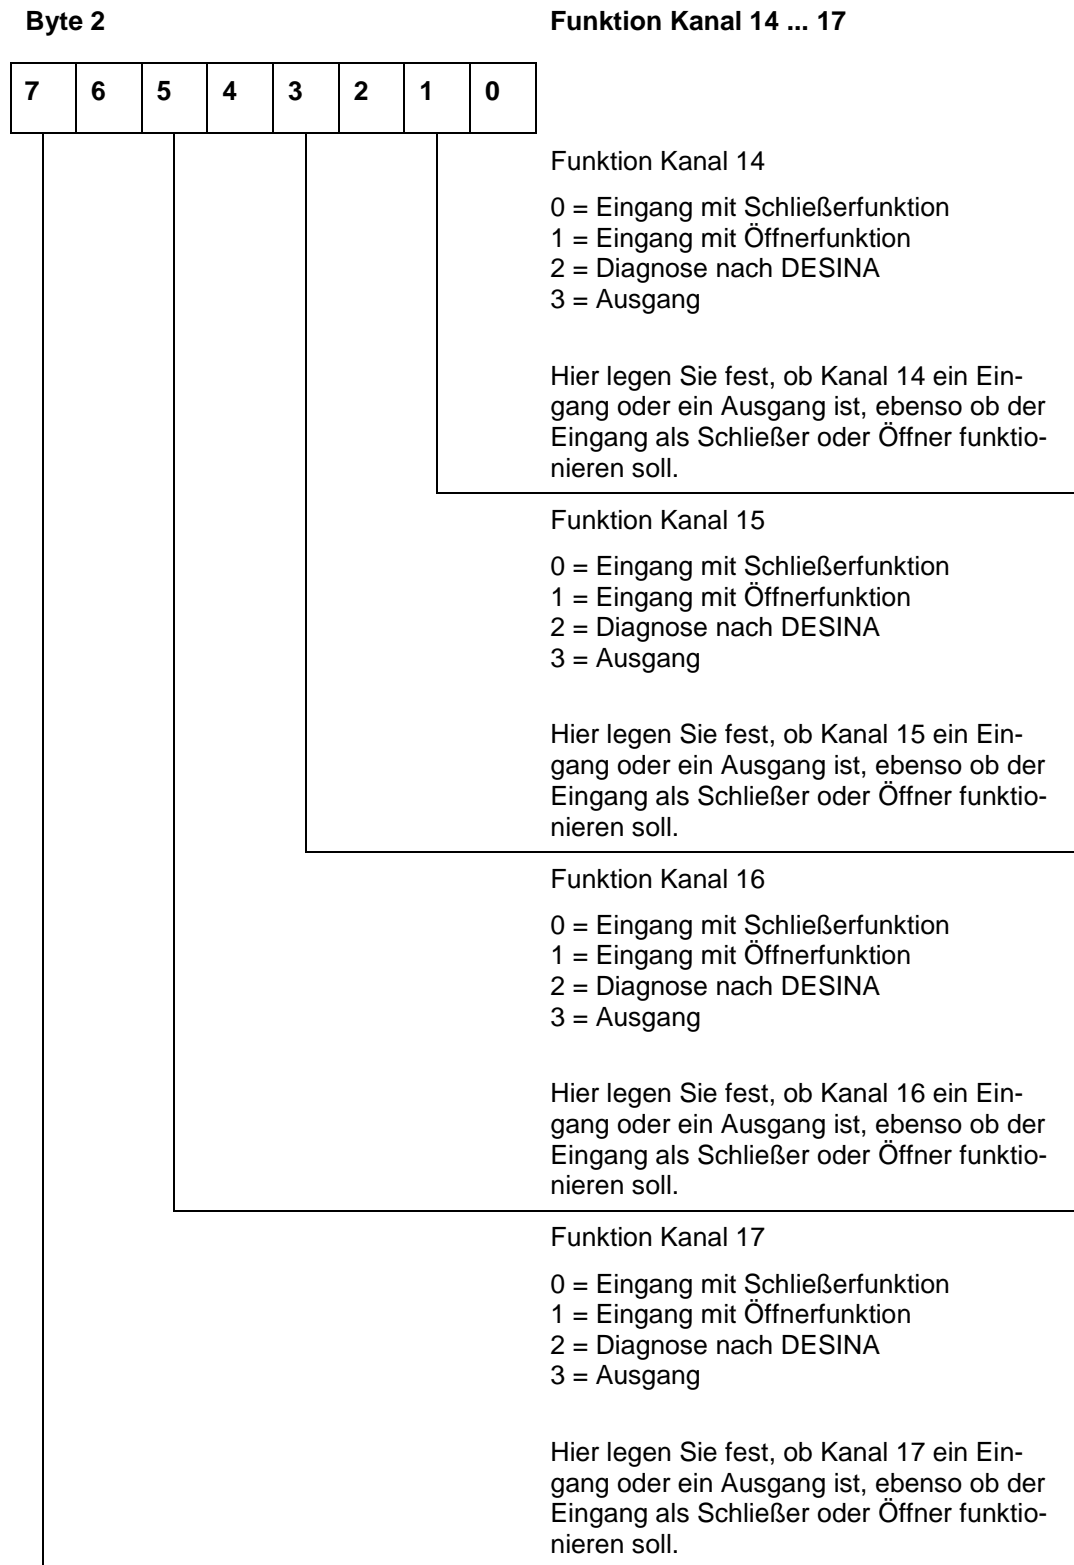 Byte 2 Funktion Kanal 14 ... 17
7 6 5 4 3 2 1 0
Funktion Kanal 14
0 = Eingang mit Schließerfunktion
1 = Eingang mit Öffnerfunktion
2 = Diagnose nach DESINA
3 = Ausgang
Hier legen Sie fest, ob Kanal 14 ein Ein-
gang oder ein Ausgang ist, ebenso ob der
Eingang als Schließer oder Öffner funktio-
nieren soll.
Funktion Kanal 15
0 = Eingang mit Schließerfunktion
1 = Eingang mit Öffnerfunktion
2 = Diagnose nach DESINA
3 = Ausgang
Hier legen Sie fest, ob Kanal 15 ein Ein-
gang oder ein Ausgang ist, ebenso ob der
Eingang als Schließer oder Öffner funktio-
nieren soll.
Funktion Kanal 16
0 = Eingang mit Schließerfunktion
1 = Eingang mit Öffnerfunktion
2 = Diagnose nach DESINA
3 = Ausgang
Hier legen Sie fest, ob Kanal 16 ein Ein-
gang oder ein Ausgang ist, ebenso ob der
Eingang als Schließer oder Öffner funktio-
nieren soll.
Funktion Kanal 17
0 = Eingang mit Schließerfunktion
1 = Eingang mit Öffnerfunktion
2 = Diagnose nach DESINA
3 = Ausgang
Hier legen Sie fest, ob Kanal 17 ein Ein-
gang oder ein Ausgang ist, ebenso ob der
Eingang als Schließer oder Öffner funktio-
nieren soll.